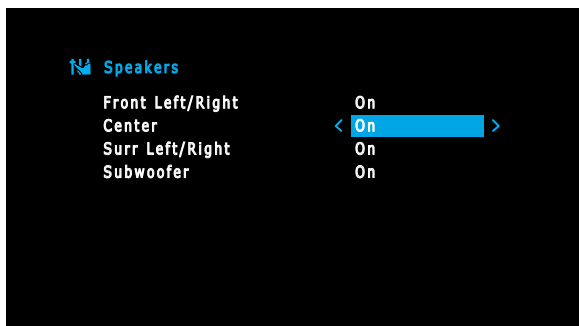 Speakers
Front Left/Right On
Center < On >
Surr Left/Right On
Subwoofer On